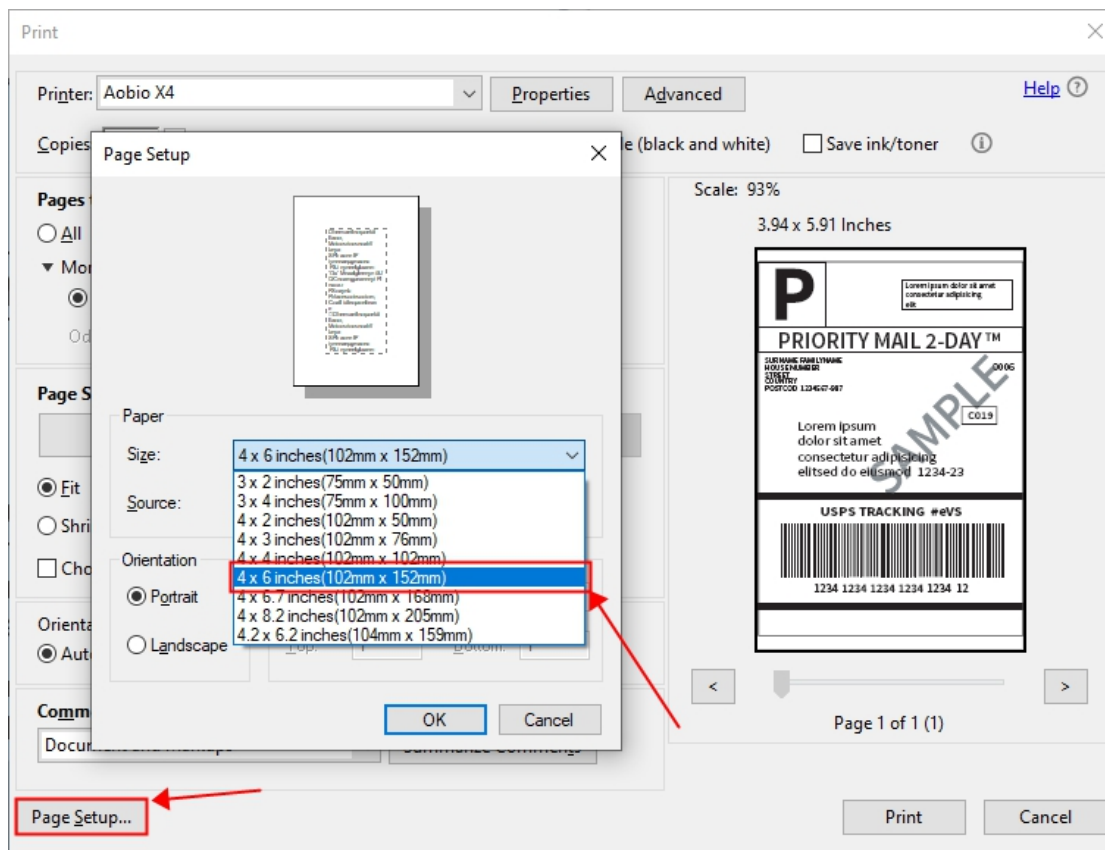 Print
Printer: Aobio X4
Properties
Advanced
Help
Copies
le (black and white)
Save ink/toner
Page Setup
Pages
All
Mor
Od
Page S
Fit
Shri
Cho
Orienta
Aut
Comm
Paper
Size:
4 x 6 inches(102mm x 152mm)
3 x 2 inches(75mm x 50mm)
3 x 4 inches(75mm x 100mm)
4 x 2 inches(102mm x 50mm)
4 x 3 inches(102mm x 76mm)
4 x 4 inches(102mm x 102mm)
4 x 6 inches(102mm x 152mm)
4 x 6.7 inches(102mm x 168mm)
4 x 8.2 inches(102mm x 205mm)
4.2 x 6.2 inches(104mm x 159mm)
Source:
Orientation
Portrait
Landscape
OK
Cancel
Scale: 93%
3.94 x 5.91 Inches
P
Lorem ipsum dolor sit amet
consectetur adipisicing
elit
PRIORITY MAIL 2-DAY™
SURNAME FAMILYNAME
HOUSENUMBER
STREET
COUNTRY
POSTCOD 1234567-987
0006
C019
SAMPLE
Lorem ipsum
dolor sit amet
consectetur adipisicing
elitsed do eiusmod 1234-23
USPS TRACKING #eVS
1234 1234 1234 1234 1234 12
<
>
Page 1 of 1 (1)
Page Setup...
Print
Cancel